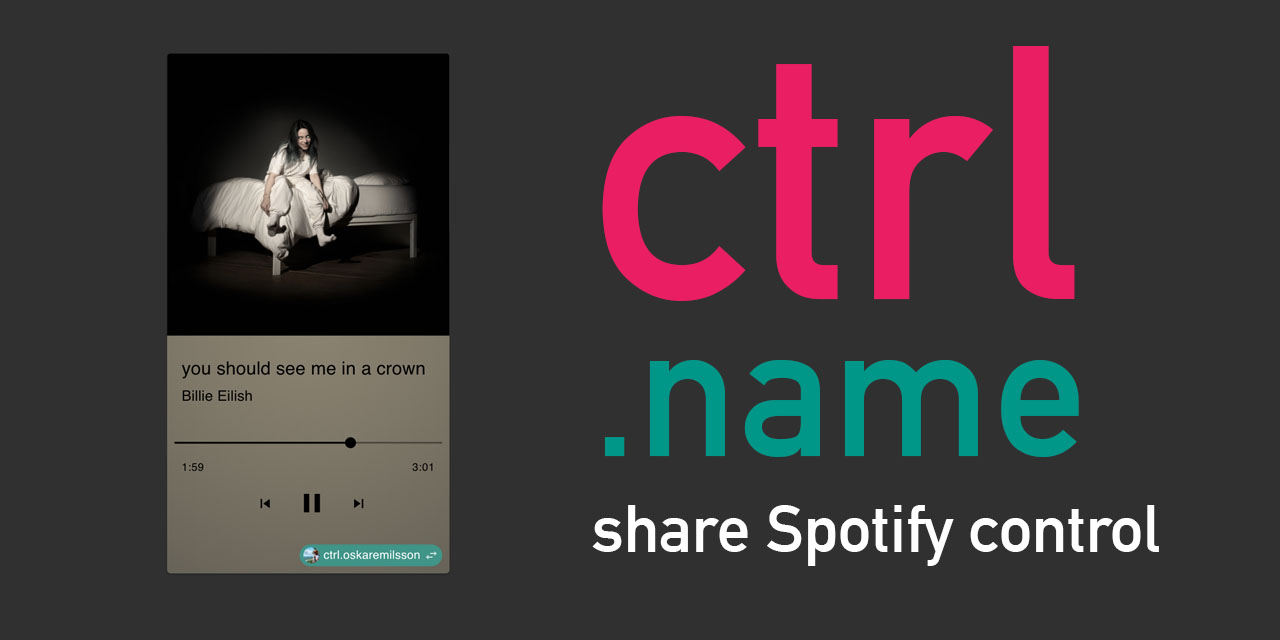 you should see me in a crown
Billie Eilish
1:59
3:01
ctrl.oskaremilsson
ctrl
.name
share Spotify control